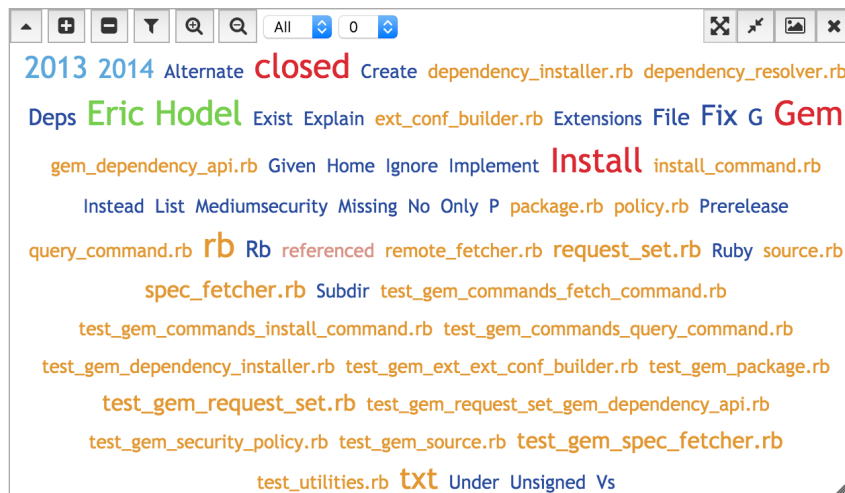 All 0
2013 2014 Alternate closed Create dependency_installer.rb dependency_resolver.rb
Deps Eric Hodel Exist Explain ext_conf_builder.rb Extensions File Fix G Gem
gem_dependency_api.rb Given Home Ignore Implement Install install_command.rb
Instead List Mediumsecurity Missing No Only P package.rb policy.rb Prerelease
query_command.rb rb Rb referenced remote_fetcher.rb request_set.rb Ruby source.rb
spec_fetcher.rb Subdir test_gem_commands_fetch_command.rb
test_gem_commands_install_command.rb test_gem_commands_query_command.rb
test_gem_dependency_installer.rb test_gem_ext_ext_conf_builder.rb test_gem_package.rb
test_gem_request_set.rb test_gem_request_set_gem_dependency_api.rb
test_gem_security_policy.rb test_gem_source.rb test_gem_spec_fetcher.rb
test_utilities.rb txt Under Unsigned Vs